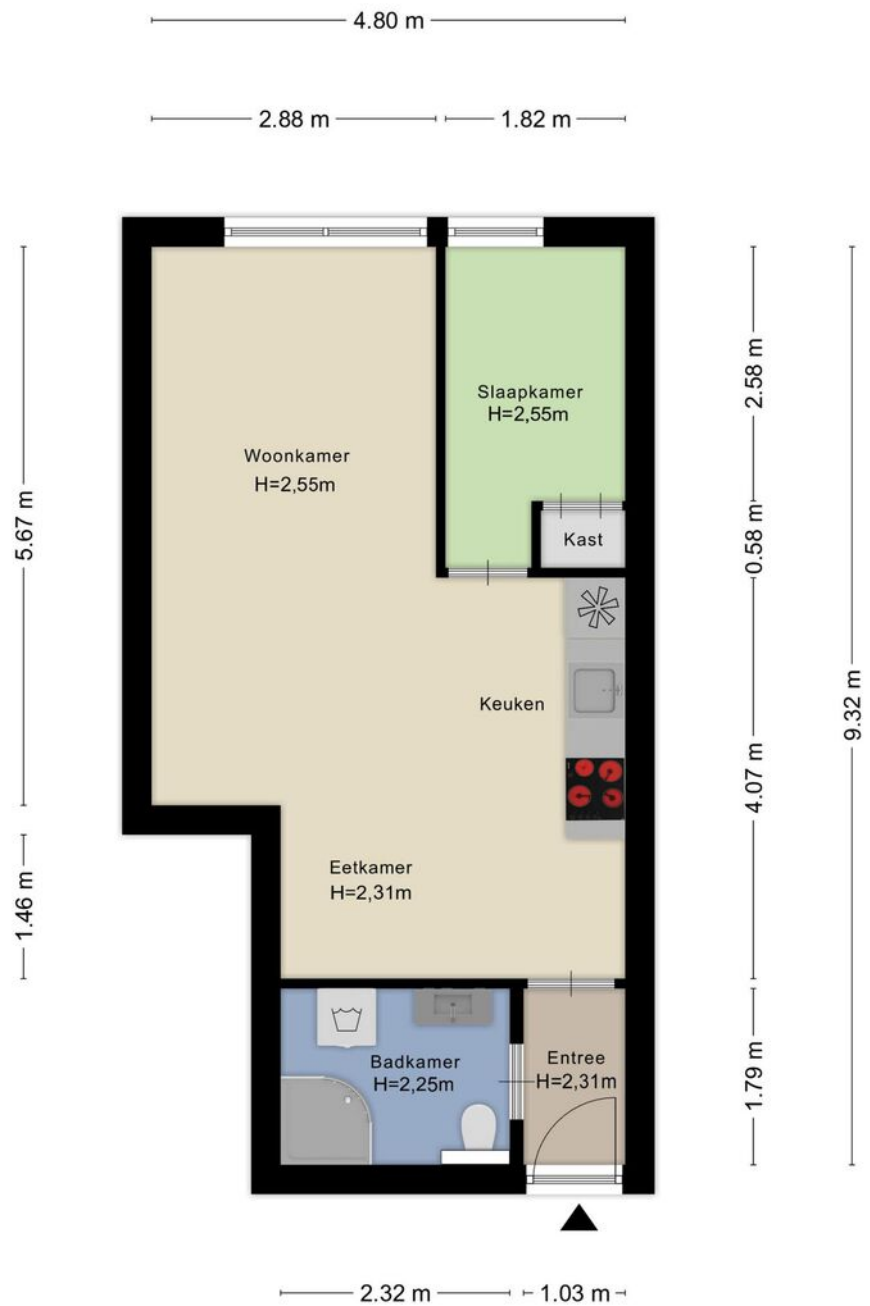 4.80 m
2.88 m
1.82 m
5.67 m
1.46 m
2.58 m
0.58 m
4.07 m
1.79 m
9.32 m
Slaapkamer
H=2,55m
Woonkamer
H=2,55m
Kast
Keuken
Eetkamer
H=2,31m
Badkamer
H=2,25m
Entree
H=2,31m
2.32 m
1.03 m